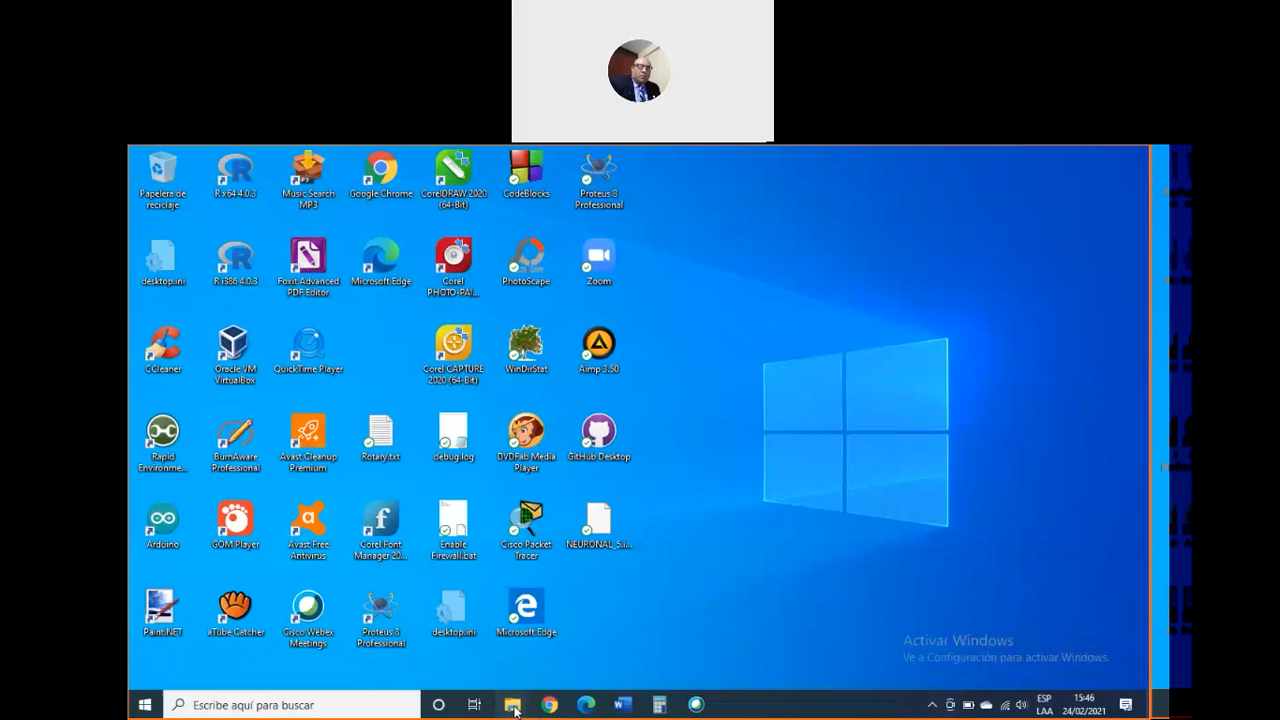 Papelera de
reciclaje
R x64 4.0.3
Music Search
MP3
Google Chrome
CorelDRAW 2020
(64-Bit)
CodeBlocks
Proteus 8
Professional
desktop.ini
R i386 4.0.3
Foxit Advanced
PDF Editor
Microsoft Edge
Corel
PHOTO-PAI...
PhotoScape
Zoom
CCleaner
Oracle VM
VirtualBox
QuickTime Player
Corel CAPTURE
2020 (64-Bit)
WinDirStat
Aimp 3.50
Rapid
Environme...
BurnAware
Professional
Avast Cleanup
Premium
Rotary.txt
debug.log
DVDFab Media
Player
GitHub Desktop
Arduino
GOM Player
Avast Free
Antivirus
Corel Font
Manager 20...
Enable
Firewall.bat
Cisco Packet
Tracer
NEURONAL_5.i...
Paint.NET
aTube Catcher
Cisco Webex
Meetings
Proteus 8
Professional
desktop.ini
Microsoft Edge
Activar Windows
Ve a Configuración para activar Windows.
Escribe aquí para buscar
ESP
LAA
15:46
24/02/2021